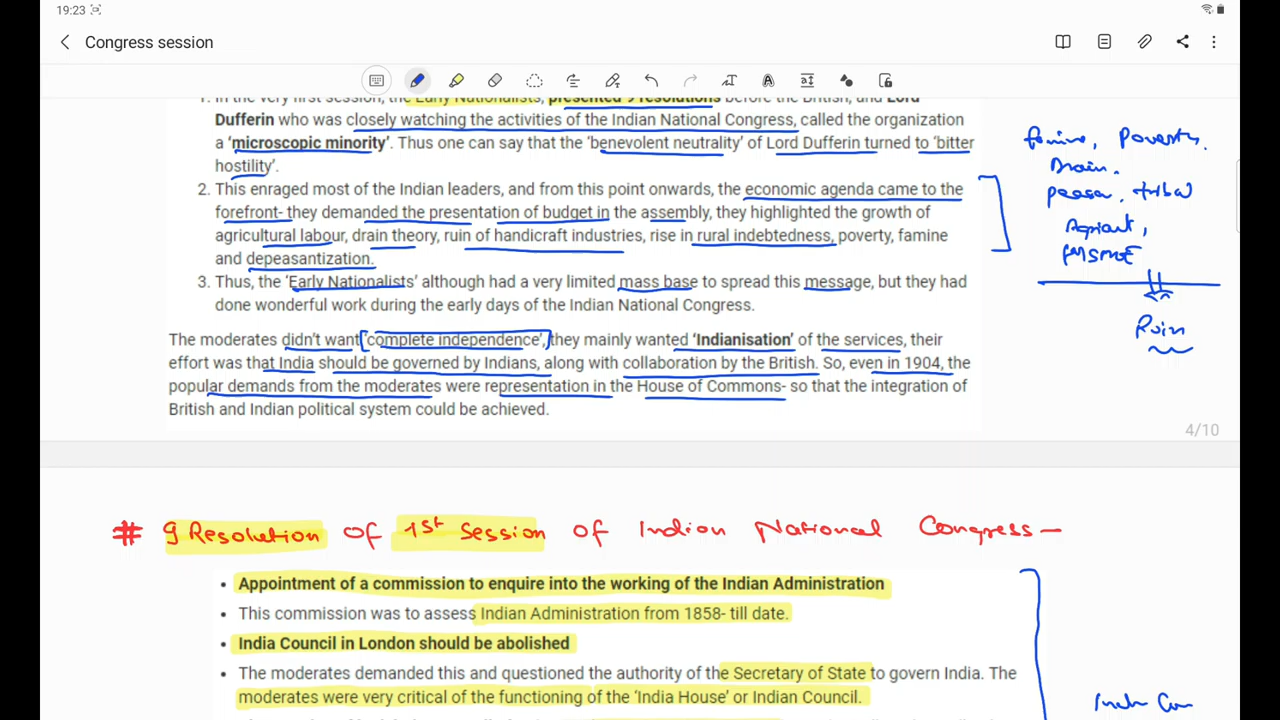 19:23
Congress session
1. In the very first session, the Early Nationalists, presented 9 resolutions before the British, and Lord
Dufferin who was closely watching the activities of the Indian National Congress, called the organization
a 'microscopic minority'. Thus one can say that the 'benevolent neutrality' of Lord Dufferin turned to 'bitter
hostility'.
2. This enraged most of the Indian leaders, and from this point onwards, the economic agenda came to the
forefront- they demanded the presentation of budget in the assembly, they highlighted the growth of
agricultural labour, drain theory, ruin of handicraft industries, rise in rural indebtedness, poverty, famine
and depeasantization.
3. Thus, the 'Early Nationalists' although had a very limited mass base to spread this message, but they had
done wonderful work during the early days of the Indian National Congress.
famine, Poverty.
Drain.
peasa, tribal
MSME
Ruin
The moderates didn't want 'complete independence', they mainly wanted 'Indianisation' of the services, their
effort was that India should be governed by Indians, along with collaboration by the British. So, even in 1904, the
popular demands from the moderates were representation in the House of Commons- so that the integration of
British and Indian political system could be achieved.
4/10
# 9 Resolution of 1st Session of Indian National Congress—
• Appointment of a commission to enquire into the working of the Indian Administration
• This commission was to assess Indian Administration from 1858- till date.
• India Council in London should be abolished
• The moderates demanded this and questioned the authority of the Secretary of State to govern India. The
moderates were very critical of the functioning of the 'India House' or Indian Council.